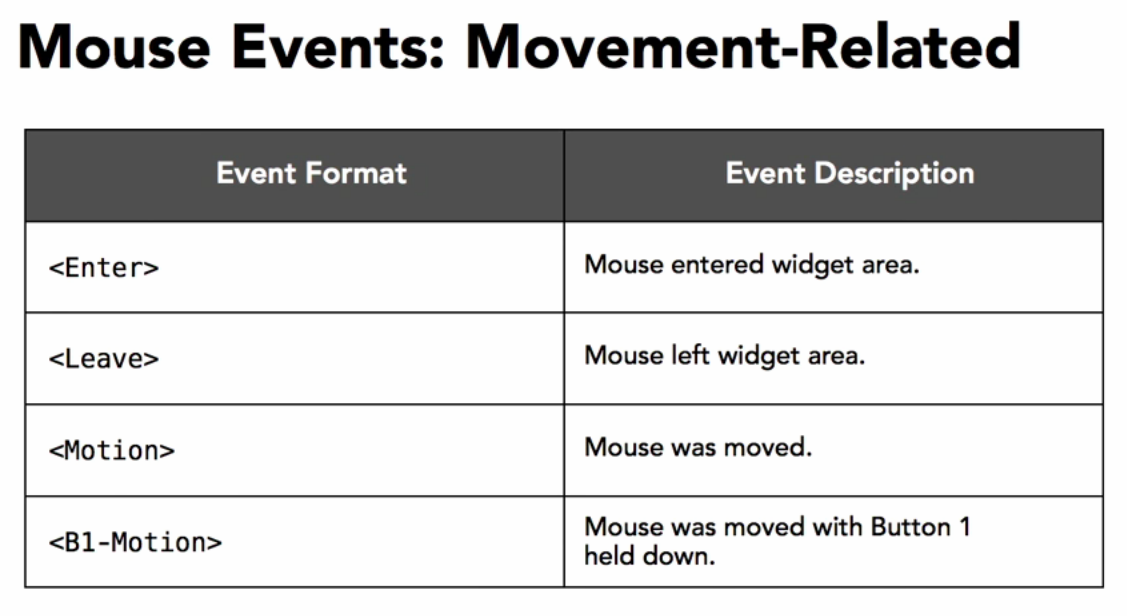 Mouse Events: Movement-Related
Event Format Event Description
<Enter> Mouse entered widget area.
<Leave> Mouse left widget area.
<Motion> Mouse was moved.
<B1-Motion> Mouse was moved with Button 1
held down.